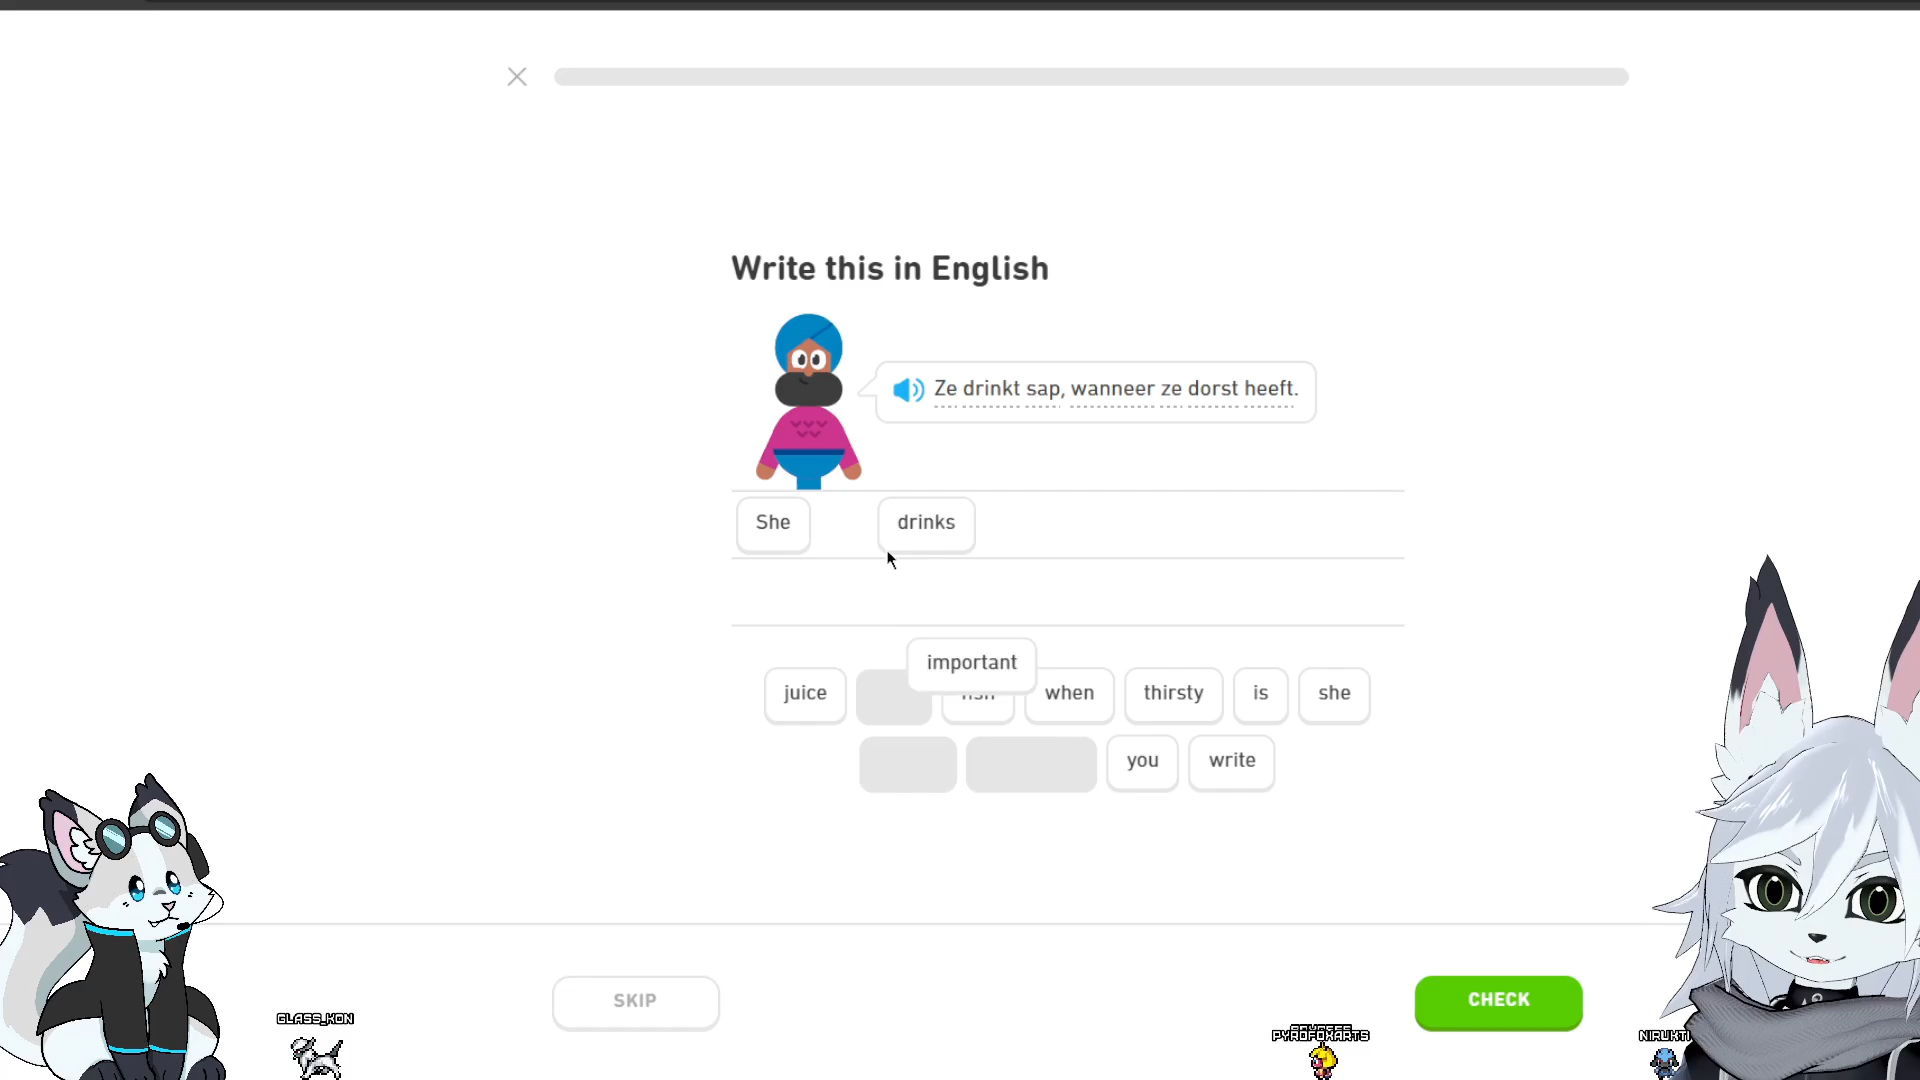 Write this in English
Ze drinkt sap, wanneer ze dorst heeft.
She drinks
important
juice when thirsty is she
you write
SKIP CHECK
GLASS_KON
PYROFOXARTS
NIRUKTI